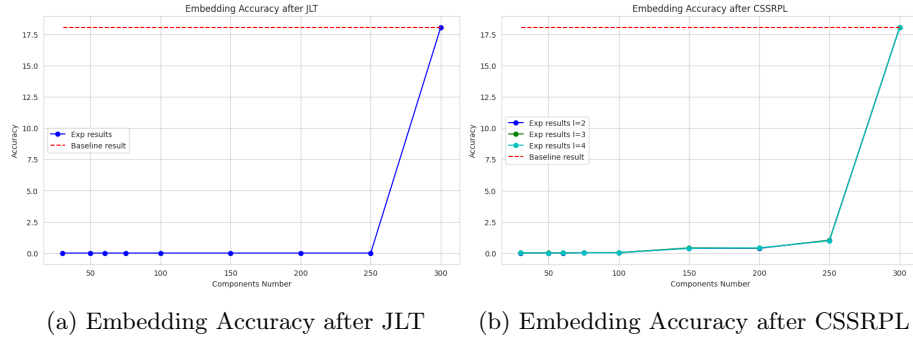 Embedding Accuracy after JLT
17.5
15.0
12.5
10.0
7.5
5.0
2.5
0.0
Accuracy
Exp results
Baseline result
50
100
150
200
250
300
Components Number
(a) Embedding Accuracy after JLT
Embedding Accuracy after CSSRPL
17.5
15.0
12.5
10.0
7.5
5.0
2.5
0.0
Accuracy
Exp results l=2
Exp results l=3
Exp results l=4
Baseline result
50
100
150
200
250
300
Components Number
(b) Embedding Accuracy after CSSRPL